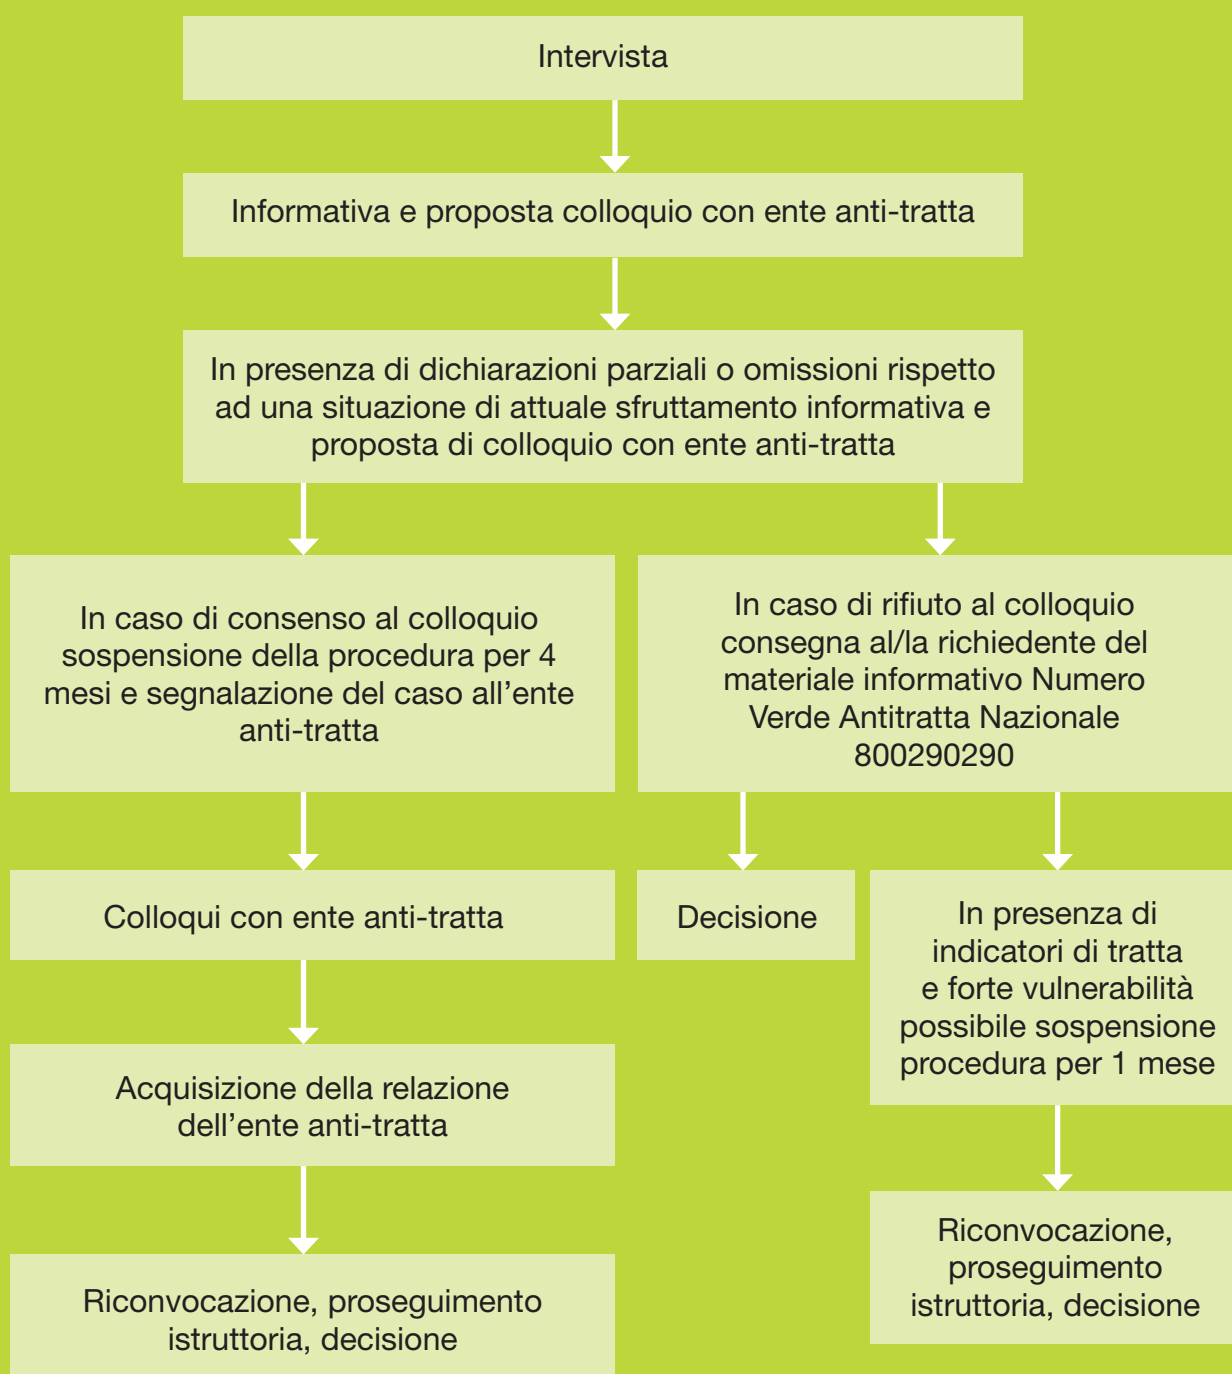 Intervista
Informativa e proposta colloquio con ente anti-tratta
In presenza di dichiarazioni parziali o omissioni rispetto
ad una situazione di attuale sfruttamento informativa e
proposta di colloquio con ente anti-tratta
In caso di consenso al colloquio
sospensione della procedura per 4
mesi e segnalazione del caso all’ente
anti-tratta
In caso di rifiuto al colloquio
consegna al/la richiedente del
materiale informativo Numero
Verde Antitratta Nazionale
800290290
Colloqui con ente anti-tratta
Decisione
In presenza di
indicatori di tratta
e forte vulnerabilità
possibile sospensione
procedura per 1 mese
Acquisizione della relazione
dell’ente anti-tratta
Riconvocazione, proseguimento
istruttoria, decisione
Riconvocazione,
proseguimento
istruttoria, decisione